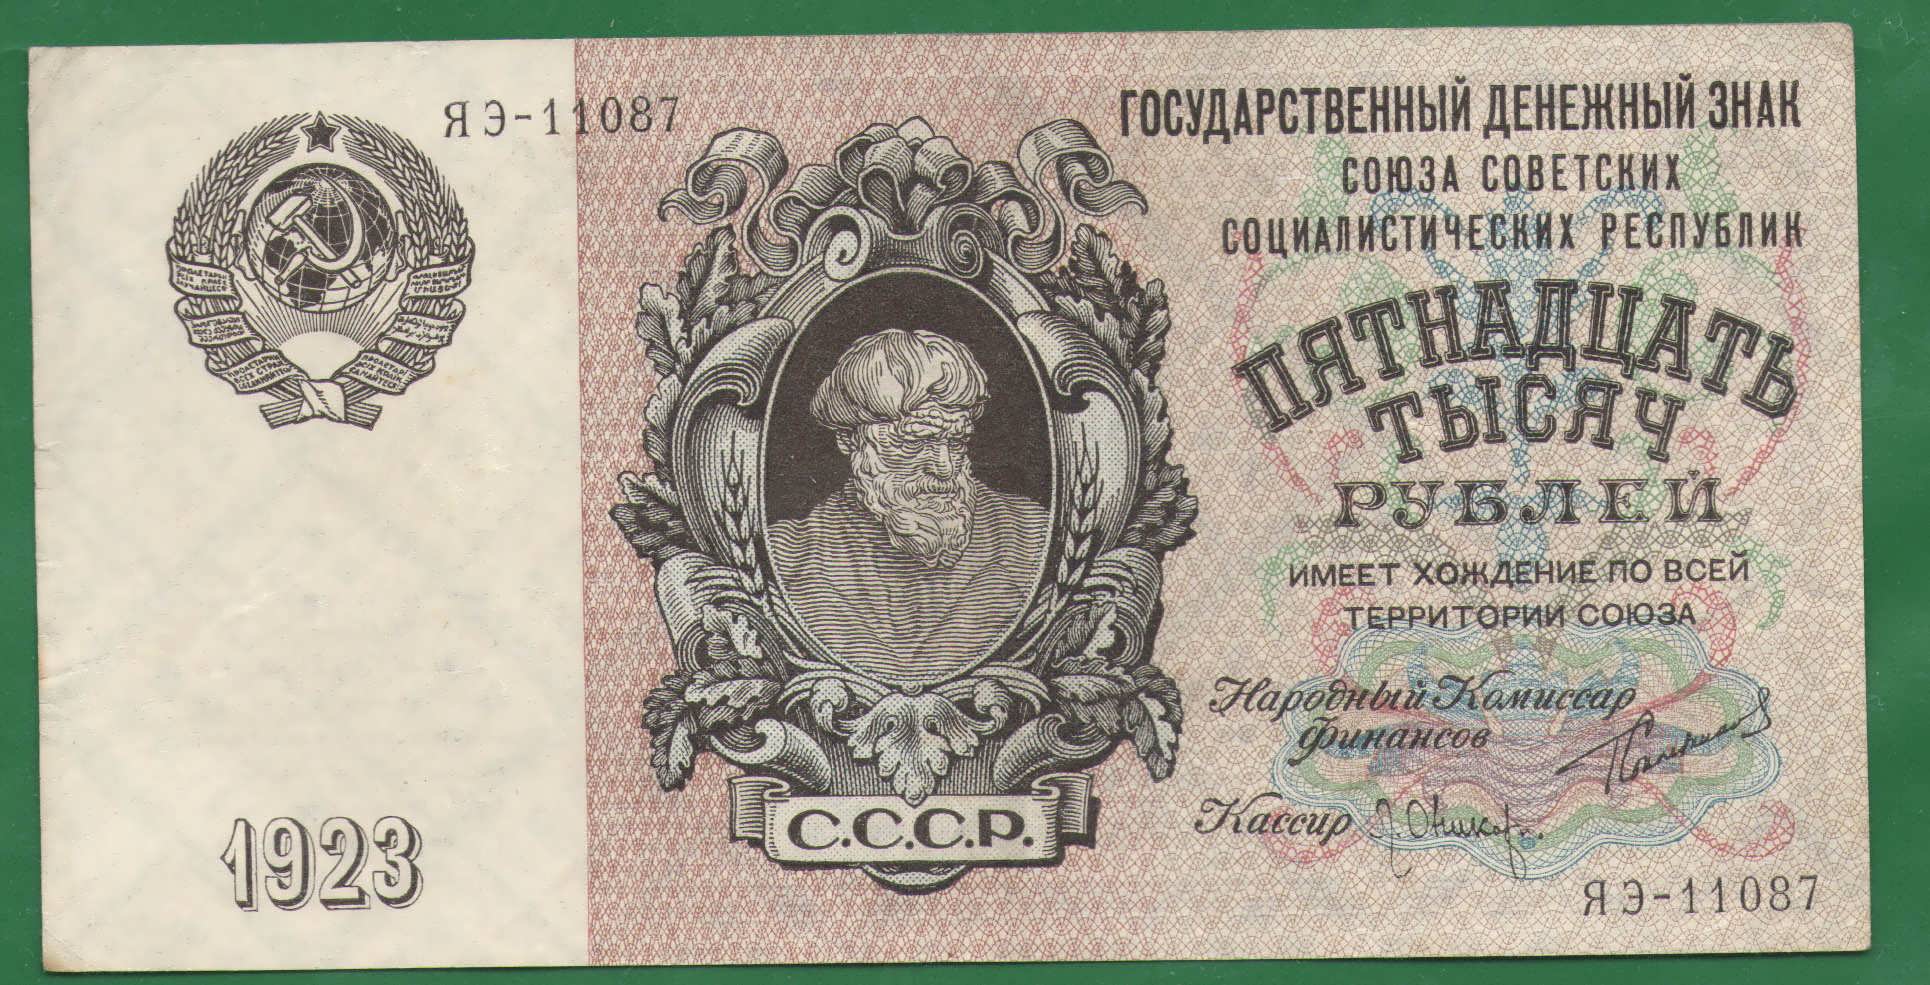 ЯЭ-11087
ГОСУДАРСТВЕННЫЙ ДЕНЕЖНЫЙ ЗНАК
СОЮЗА СОВЕТСКИХ
СОЦИАЛИСТИЧЕСКИХ РЕСПУБЛИК
ПЯТНАДЦАТЬ
ТЫСЯЧ
РУБЛЕЙ
ИМЕЕТ ХОЖДЕНИЕ ПО ВСЕЙ
ТЕРРИТОРИИ СОЮЗА
Народный Комиссар
Финансов
Кассир
С.С.С.Р.
1923
ЯЭ-11087